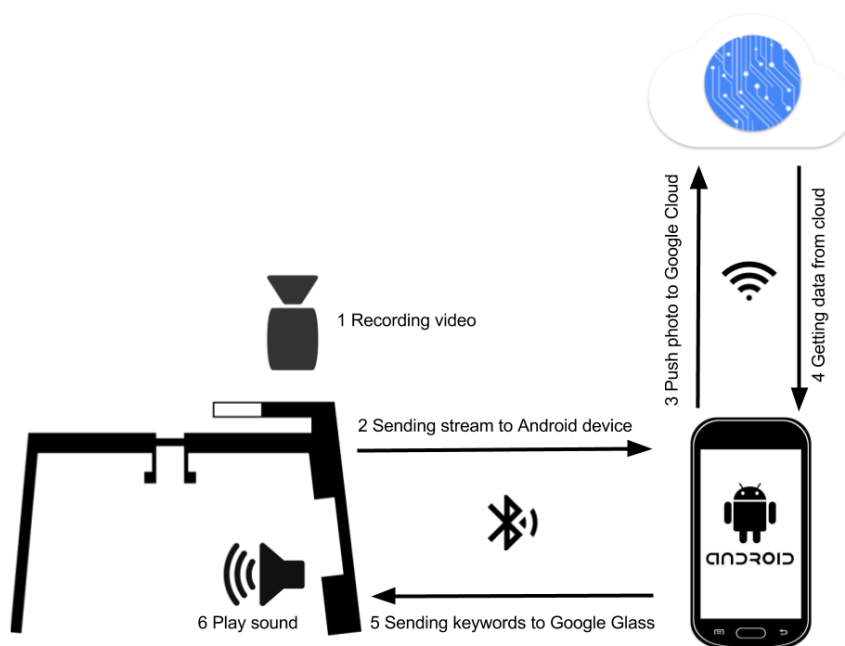 1 Recording video
2 Sending stream to Android device
3 Push photo to Google Cloud
4 Getting data from cloud
ANDROID
5 Sending keywords to Google Glass
6 Play sound